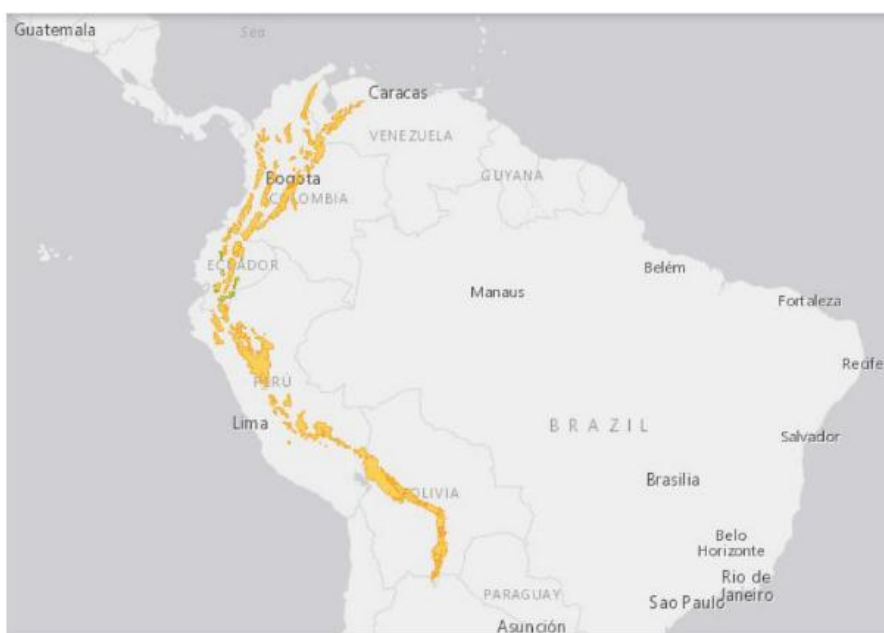 Guatemala
Sea
Caracas
VENEZUELA
GUYANA
Bogota
COLOMBIA
ECUADOR
Belém
Manaus
Fortaleza
Recife
PERÚ
Lima
BRAZIL
Salvador
Brasilia
BOLIVIA
Belo
Horizonte
Rio de
Janeiro
PARAGUAY
Sao Paulo
Asunción